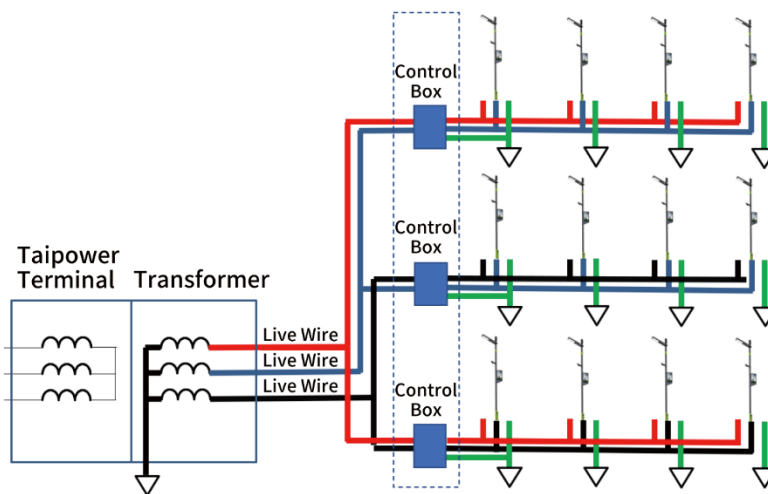 Control
Box
Control
Box
Taipower
Terminal
Transformer
Live Wire
Live Wire
Live Wire
Control
Box